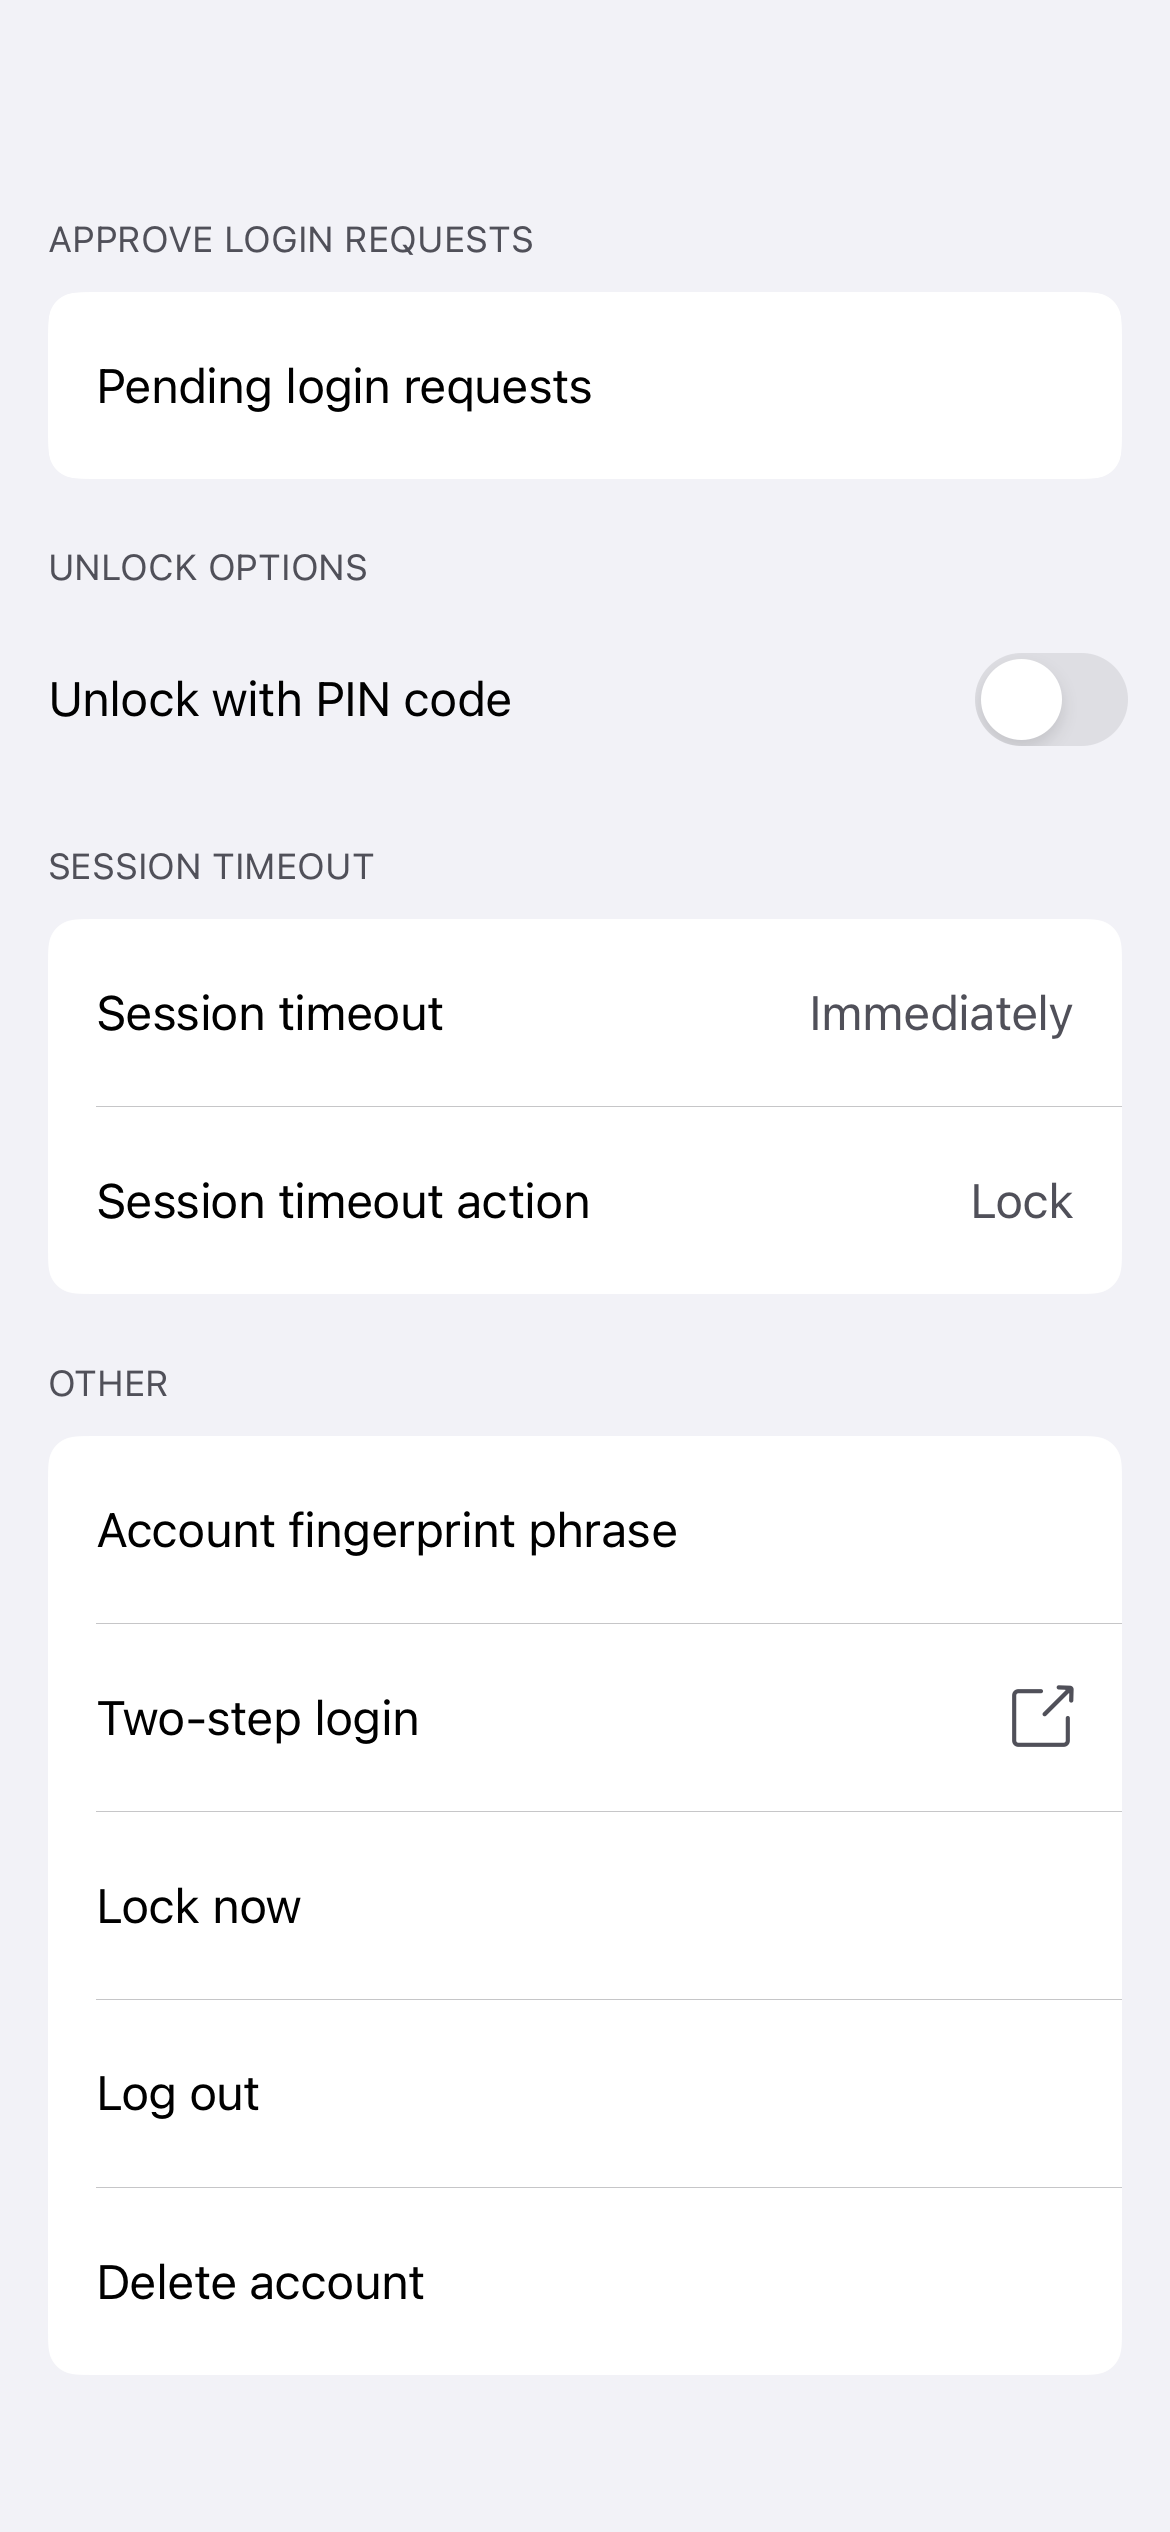 APPROVE LOGIN REQUESTS
Pending login requests
UNLOCK OPTIONS
Unlock with PIN code
SESSION TIMEOUT
Session timeout Immediately
Session timeout action Lock
OTHER
Account fingerprint phrase
Two-step login
Lock now
Log out
Delete account